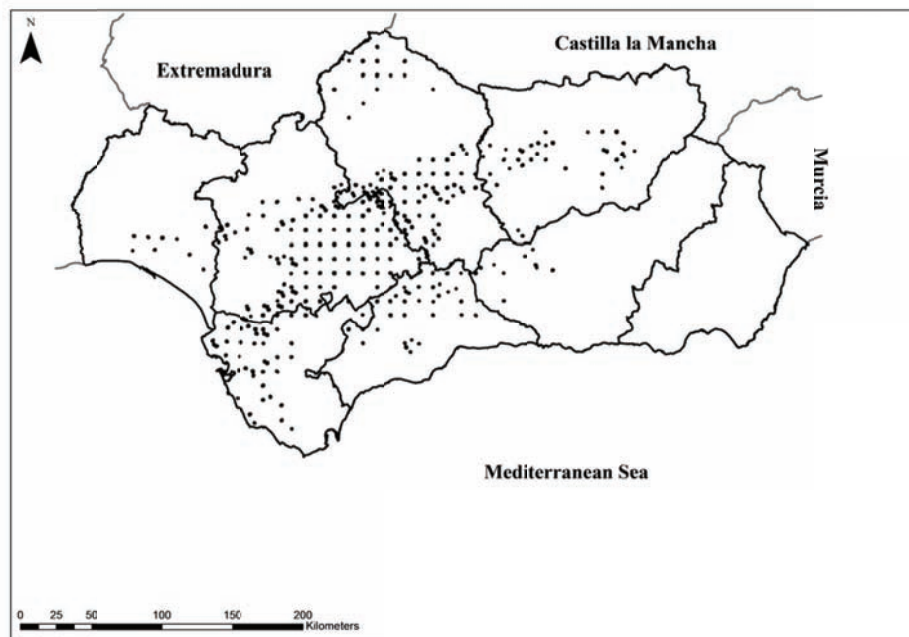 N
Castilla la Mancha
Extremadura
Murcia
Mediterranean Sea
0 25 50 100 150 200
Kilometers